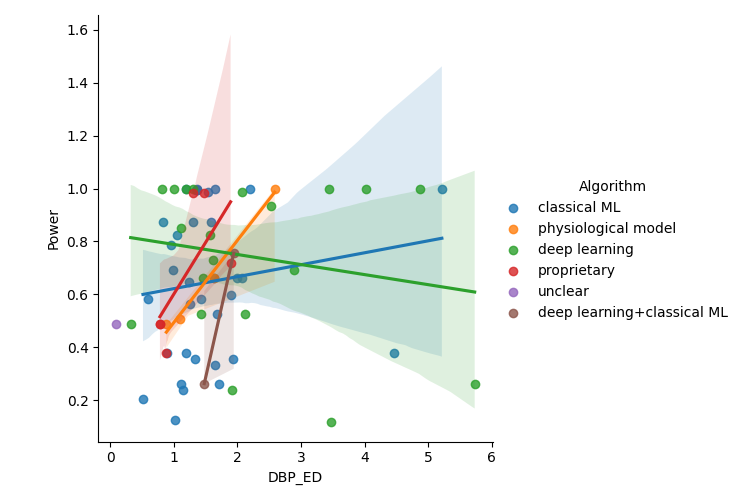 1.6
1.4
1.2
1.0
0.8
0.6
0.4
0.2
Power
0 1 2 3 4 5 6
DBP_ED
Algorithm
classical ML
physiological model
deep learning
proprietary
unclear
deep learning+classical ML